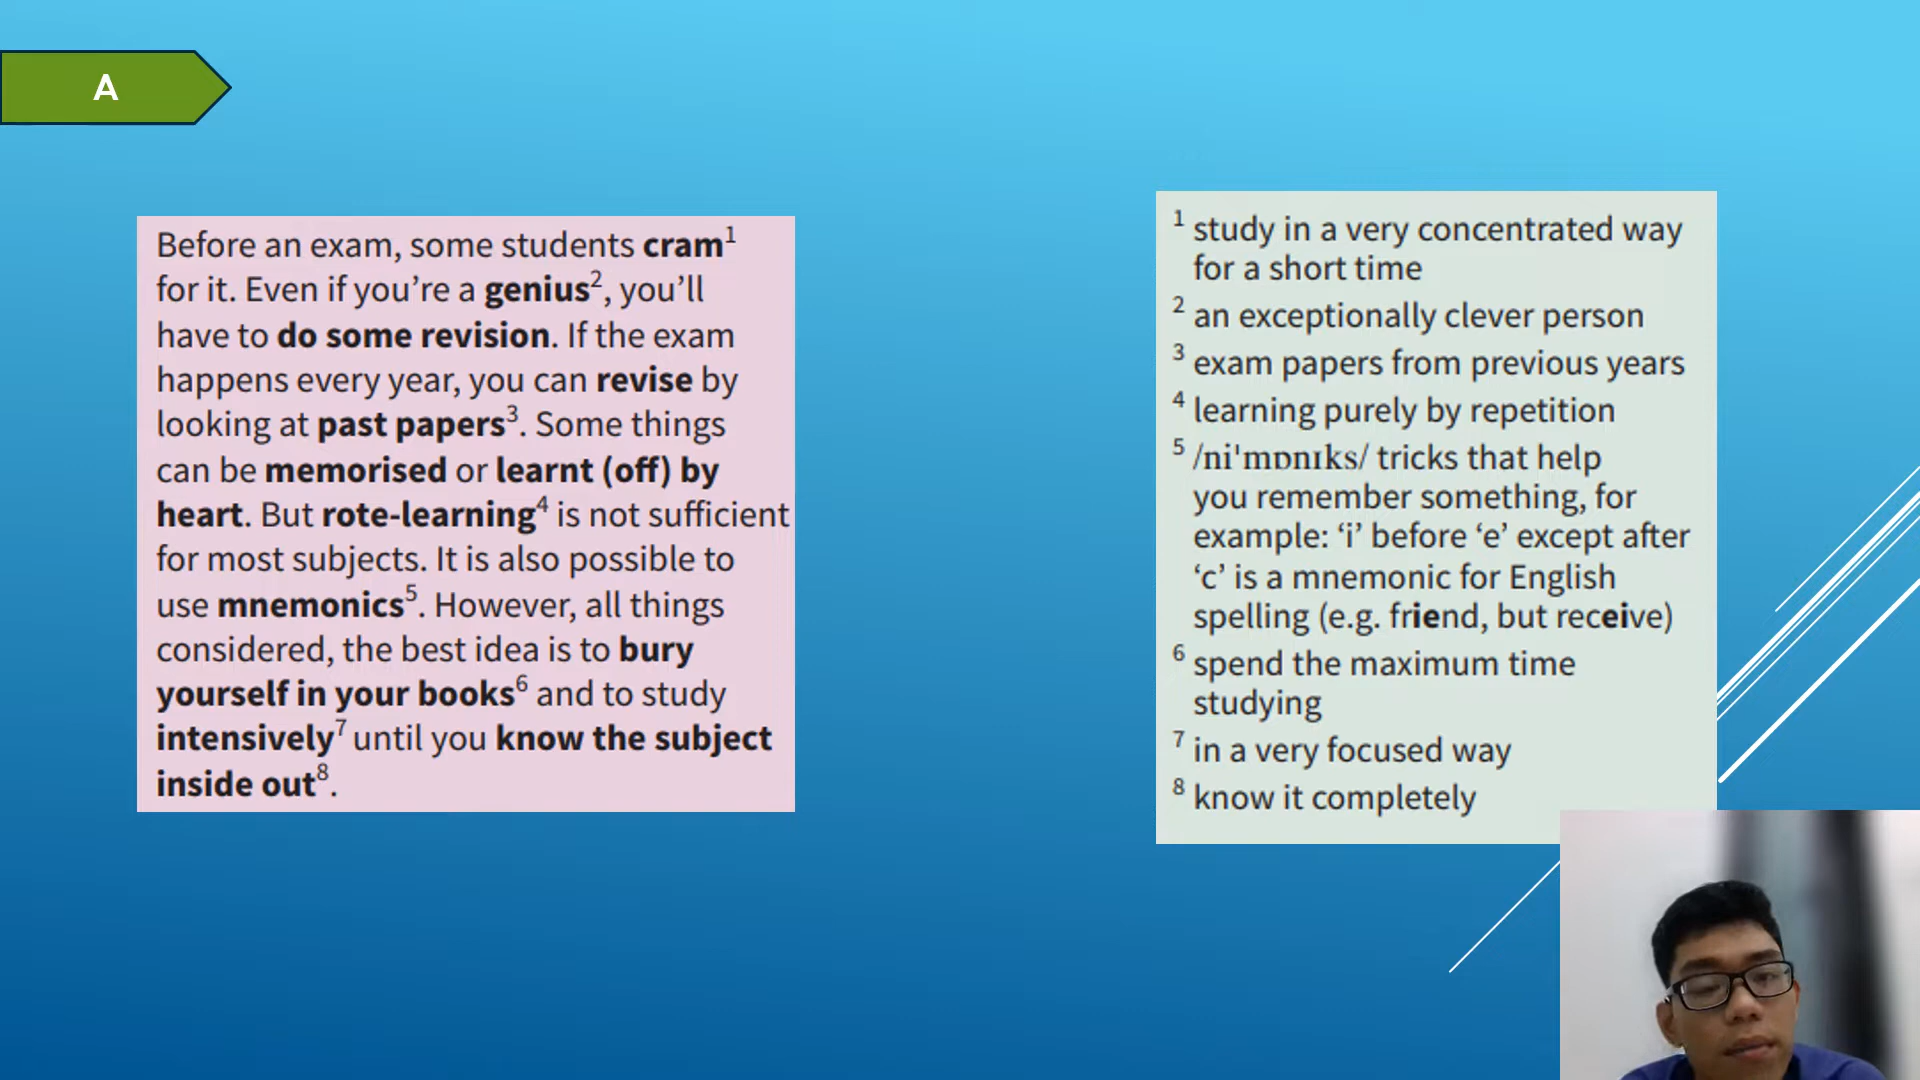 A
Before an exam, some students cram¹
for it. Even if you’re a genius², you’ll
have to do some revision. If the exam
happens every year, you can revise by
looking at past papers³. Some things
can be memorised or learnt (off) by
heart. But rote-learning⁴ is not sufficient
for most subjects. It is also possible to
use mnemonics⁵. However, all things
considered, the best idea is to bury
yourself in your books⁶ and to study
intensively⁷ until you know the subject
inside out⁸.
¹ study in a very concentrated way
for a short time
² an exceptionally clever person
³ exam papers from previous years
⁴ learning purely by repetition
⁵ /ni'mɒnɪks/ tricks that help
you remember something, for
example: ‘i’ before ‘e’ except after
‘c’ is a mnemonic for English
spelling (e.g. friend, but receive)
⁶ spend the maximum time
studying
⁷ in a very focused way
⁸ know it completely